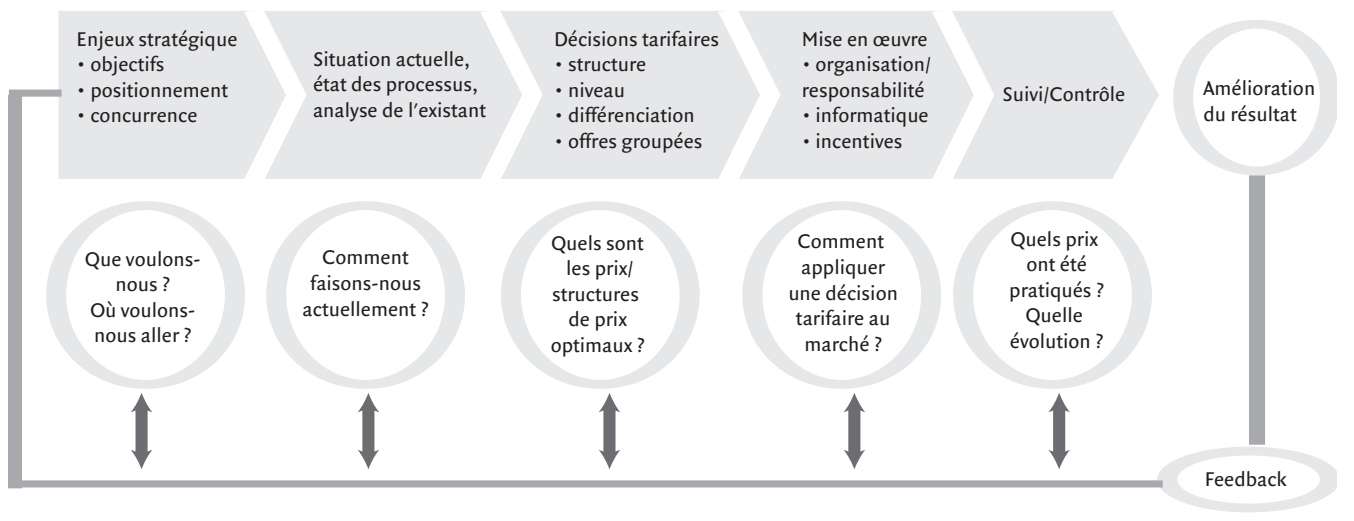 Enjeux stratégique
• objectifs
• positionnement
• concurrence
Situation actuelle,
état des processus,
analyse de l'existant
Décisions tarifaires
• structure
• niveau
• différenciation
• offres groupées
Mise en œuvre
• organisation/
responsabilité
• informatique
• incentives
Suivi/Contrôle
Amélioration
du résultat
Que voulons-
nous ?
Où voulons-
nous aller ?
Comment
faisons-nous
actuellement ?
Quels sont
les prix/
structures
de prix
optimaux ?
Comment
appliquer
une décision
tarifaire au
marché ?
Quels prix
ont été
pratiqués ?
Quelle
évolution ?
Feedback